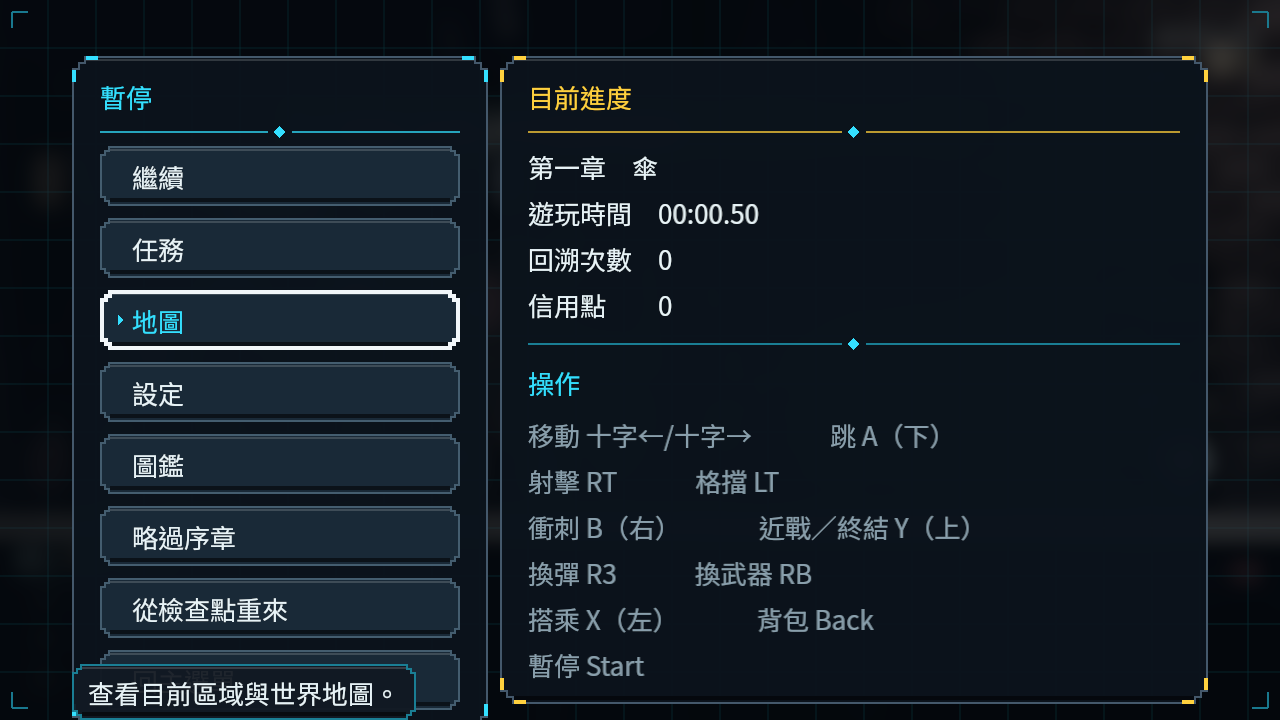 暫停
繼續
任務
地圖
設定
圖鑑
略過序章
從檢查點重來
查看目前區域與世界地圖。
目前進度
第一章 傘
遊玩時間 00:00.50
回溯次數 0
信用點 0
操作
移動 十字←/十字→ 跳 A（下）
射擊 RT 格擋 LT
衝刺 B（右） 近戰／終結 Y（上）
換彈 R3 換武器 RB
搭乘 X（左） 背包 Back
暫停 Start